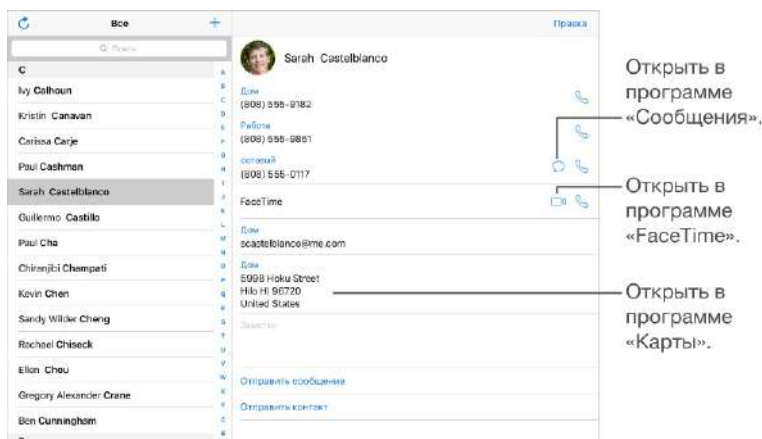 Все
Правка
Поиск
C
Ivy Calhoun
Kristin Canavan
Carissa Carje
Paul Cashman
Sarah Castelblanco
Guillermo Castillo
Paul Cha
Chiranjibi Champati
Kevin Chen
Sandy Wilder Cheng
Rachael Chiseck
Ellen Chou
Gregory Alexander Crane
Ben Cunningham
Sarah Castelblanco
Дом
(808) 555-9182
Работа
(808) 555-9851
сотовый
(808) 555-0117
FaceTime
Дом
scastelblanco@me.com
Дом
5998 Hoku Street
Hilo HI 96720
United States
Заметки
Отправить сообщение
Отправить контакт
Открыть в
программе
«Сообщения».
Открыть в
программе
«FaceTime».
Открыть в
программе
«Карты».